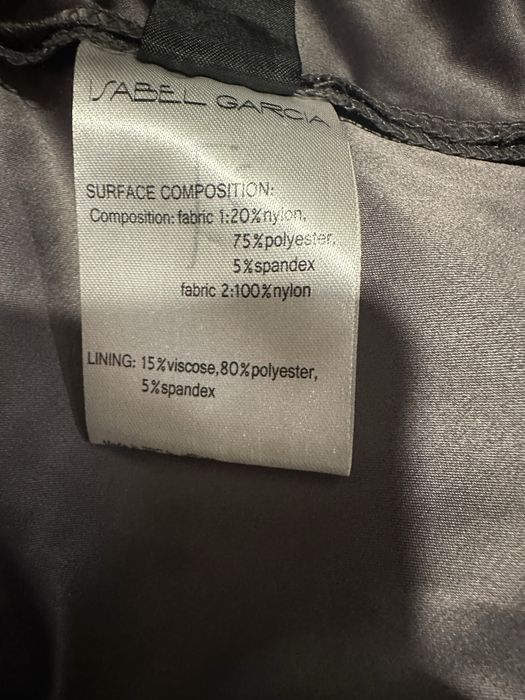 ISABEL GARCIA
SURFACE COMPOSITION:
Composition: fabric 1:20%nylon,
75%polyester,
5%spandex
fabric 2:100%nylon
LINING: 15%viscose,80%polyester,
5%spandex